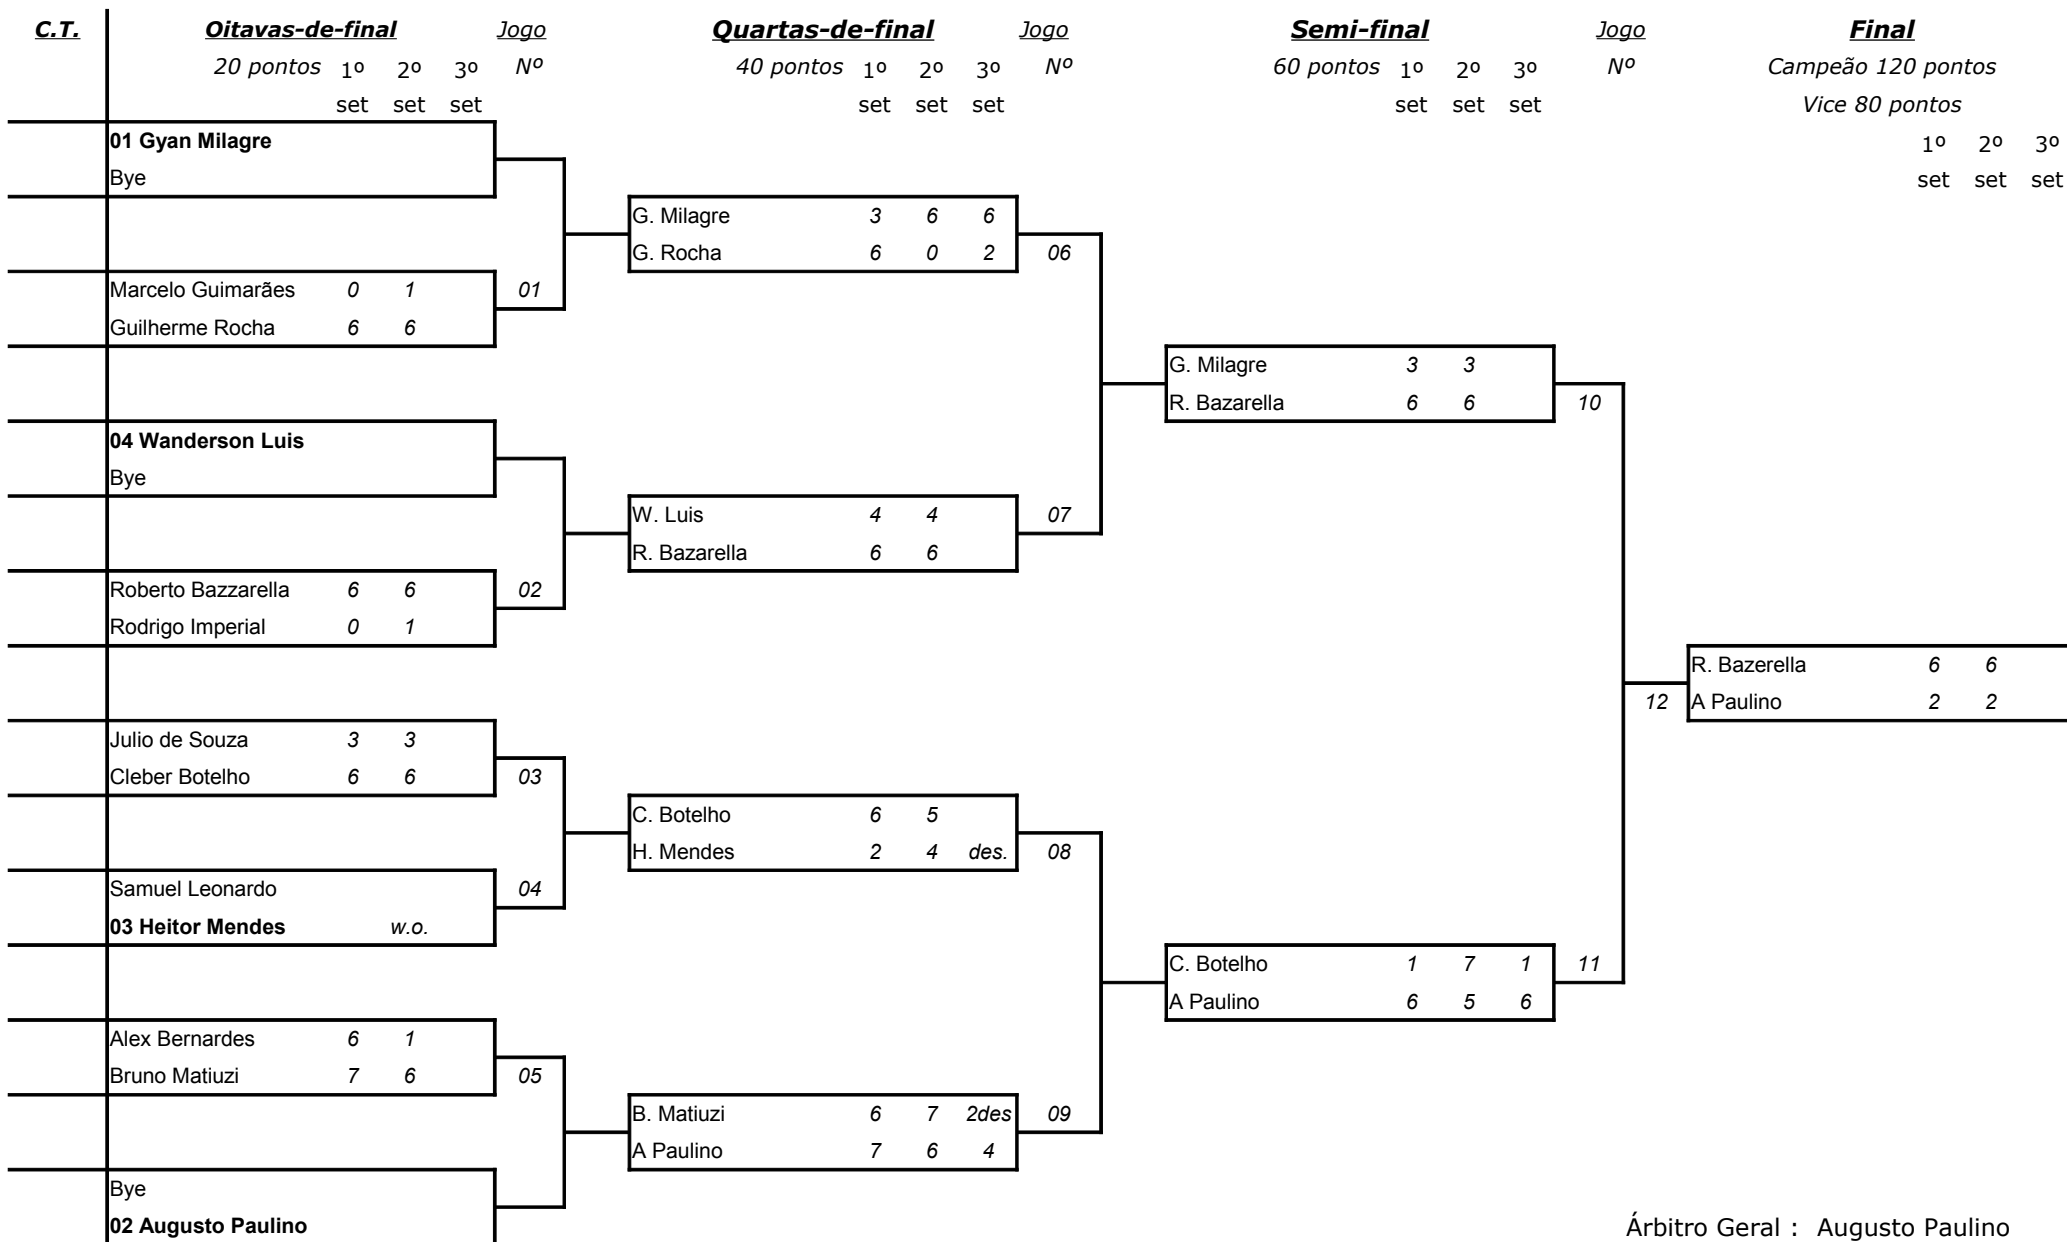 C.T. Oitavas-de-final Jogo Quartas-de-final Jogo Semi-final Jogo Final
20 pontos 1º 2º 3º Nº 40 pontos 1º 2º 3º Nº 60 pontos 1º 2º 3º Nº Campeão 120 pontos
set set set set set set set set set Vice 80 pontos
01 Gyan Milagre 1º 2º 3º
Bye set set set
G. Milagre 3 6 6
G. Rocha 6 0 2 06
Marcelo Guimarães 0 1 01
Guilherme Rocha 6 6
G. Milagre 3 3
R. Bazarella 6 6 10
04 Wanderson Luis
Bye
W. Luis 4 4 07
R. Bazarella 6 6
Roberto Bazzarella 6 6 02
Rodrigo Imperial 0 1
R. Bazerella 6 6
12 A Paulino 2 2
Julio de Souza 3 3
Cleber Botelho 6 6 03
C. Botelho 6 5
H. Mendes 2 4 des. 08
Samuel Leonardo 04
03 Heitor Mendes w.o.
C. Botelho 1 7 1 11
A Paulino 6 5 6
Alex Bernardes 6 1
Bruno Matiuzi 7 6 05
B. Matiuzi 6 7 2des 09
A Paulino 7 6 4
Bye
02 Augusto Paulino Árbitro Geral : Augusto Paulino